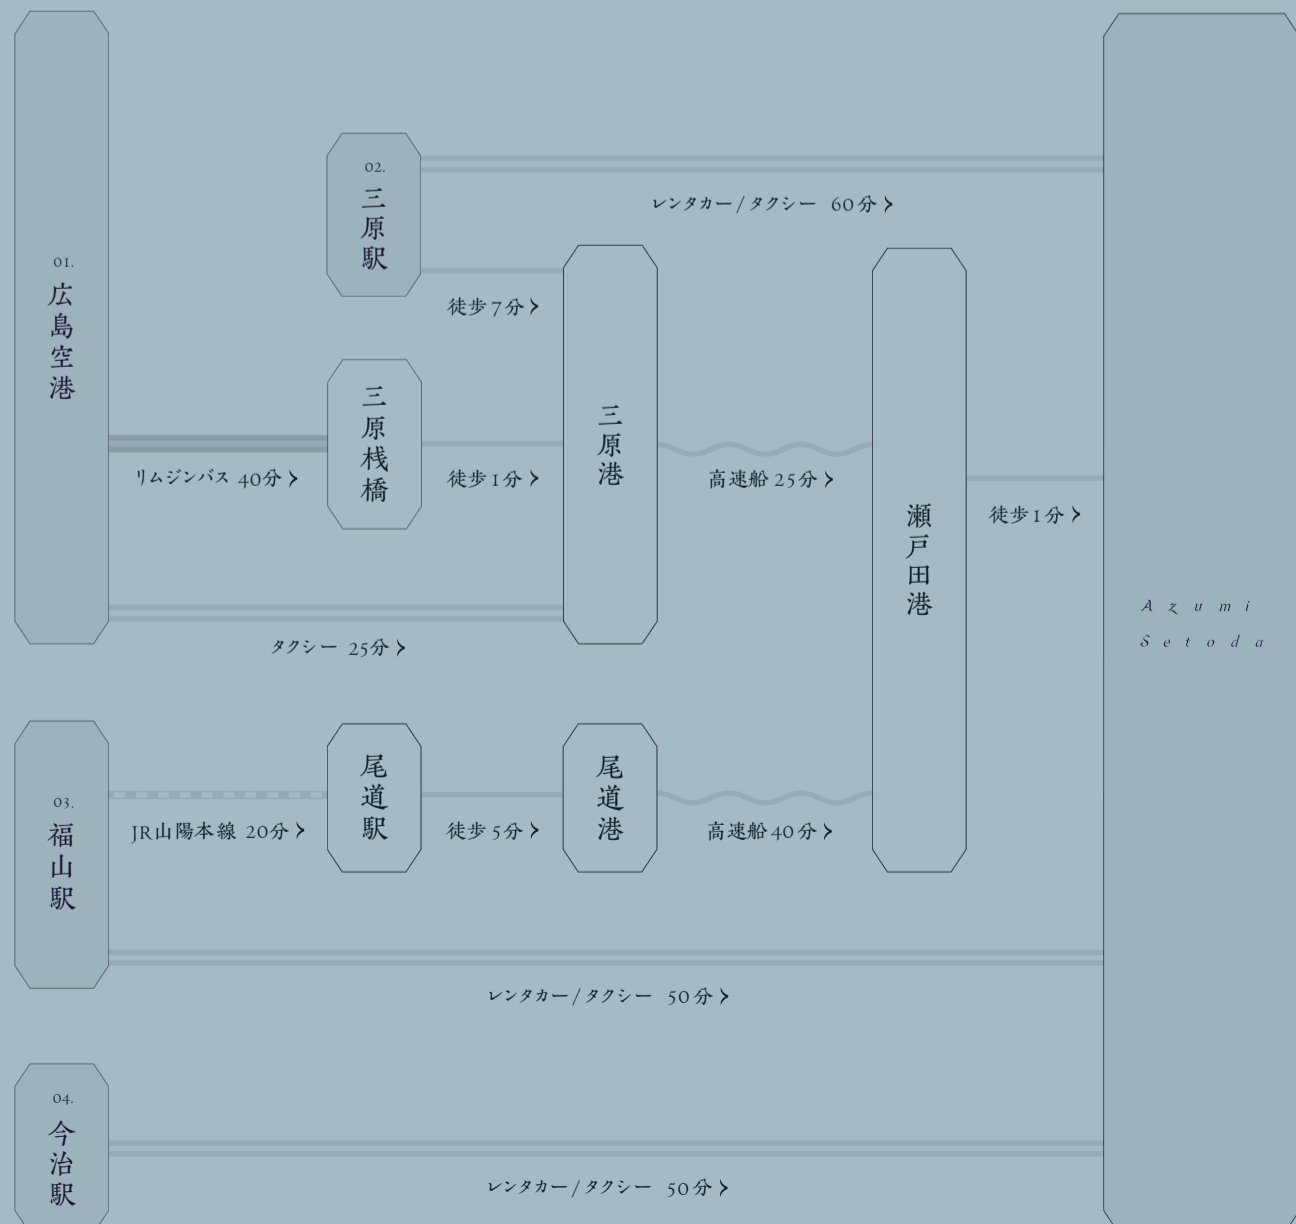 01.
広島空港
02.
三原駅
レンタカー/タクシー 60分
徒歩 7分
三原桟橋
リムジンバス 40分
徒歩 1分
三原港
高速船 25分
瀬戸田港
徒歩 1分
タクシー 25分
Azumi
Setoda
03.
福山駅
JR山陽本線 20分
尾道駅
徒歩 5分
尾道港
高速船 40分
レンタカー/タクシー 50分
04.
今治駅
レンタカー/タクシー 50分